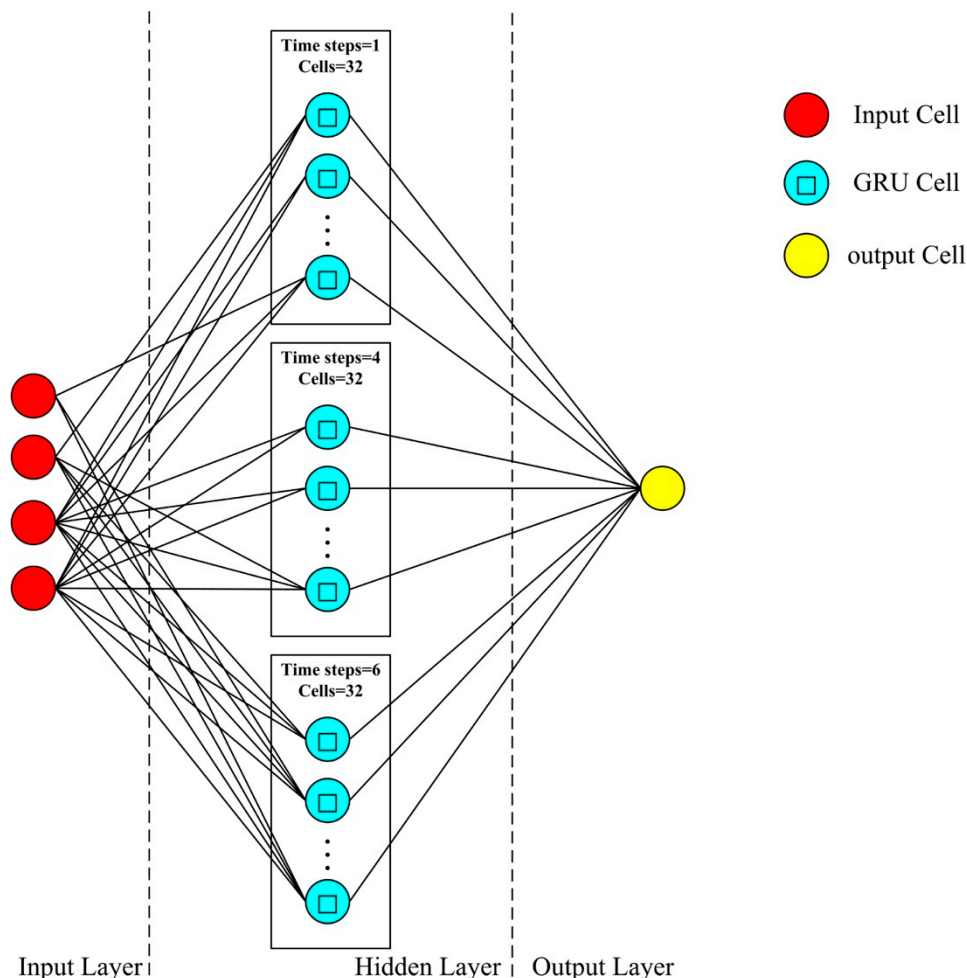 Time steps=1
Cells=32
Time steps=4
Cells=32
Time steps=6
Cells=32
Input Cell
GRU Cell
output Cell
Input Layer
Hidden Layer
Output Layer